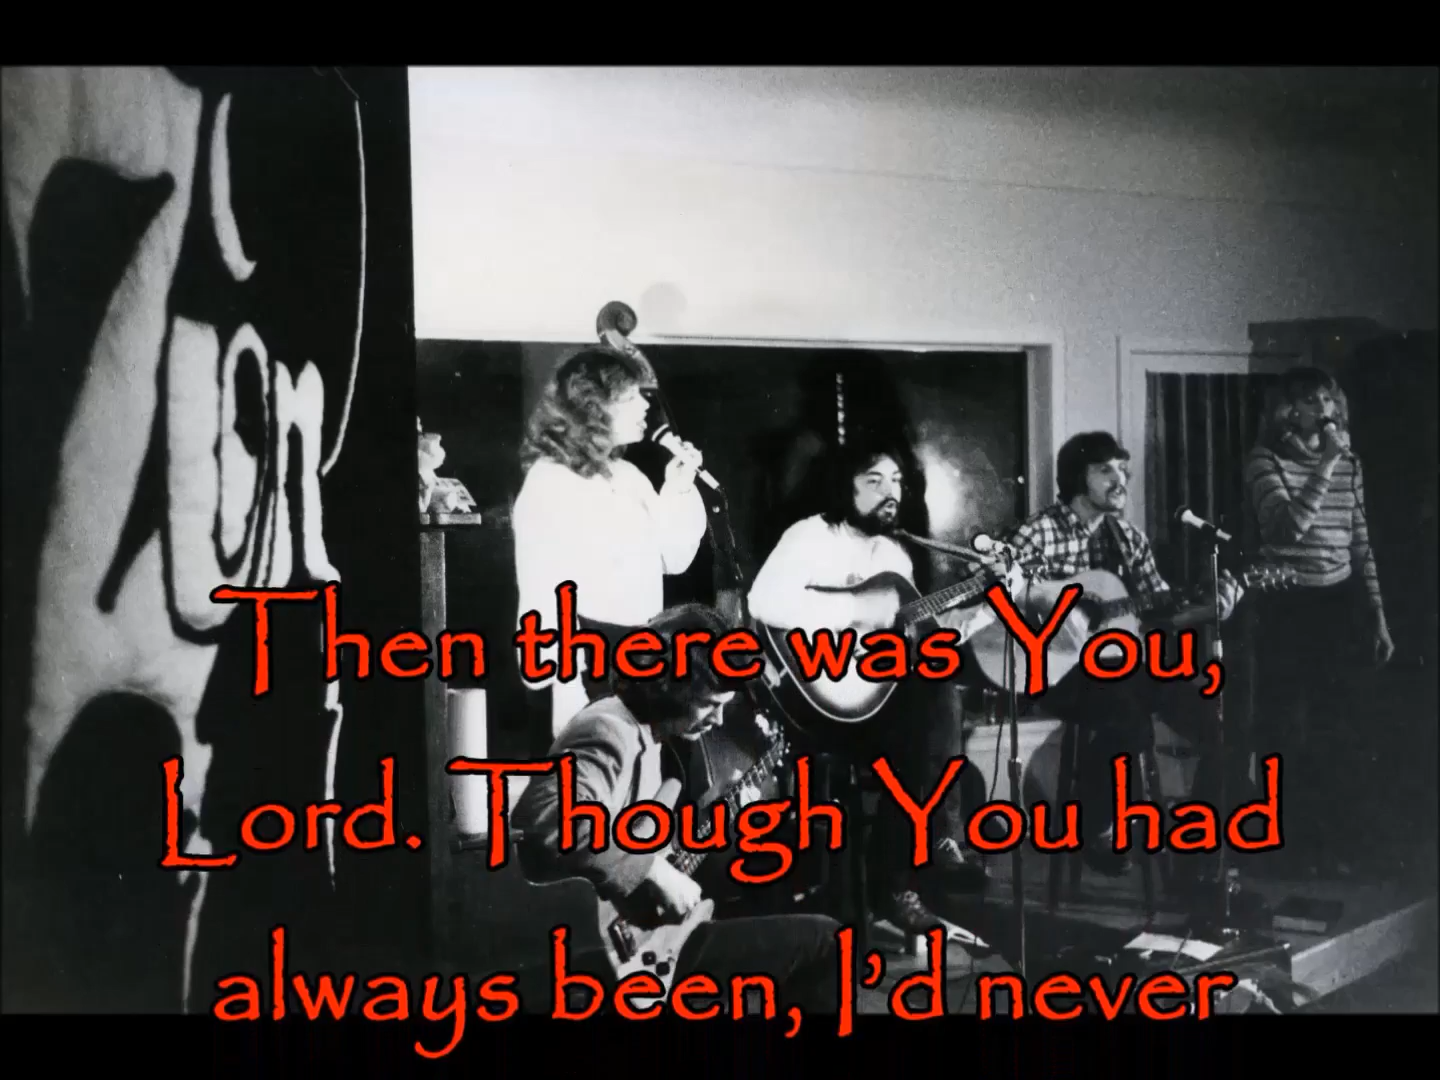 Then there was You,
Lord. Though You had
always been, I'd never